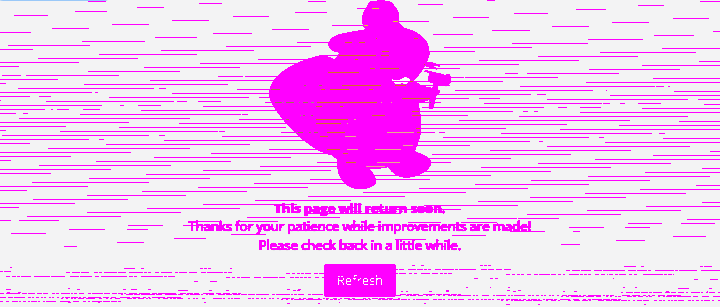 This page will return soon.
Thanks for your patience while improvements are made!
Please check back in a little while.
Refresh